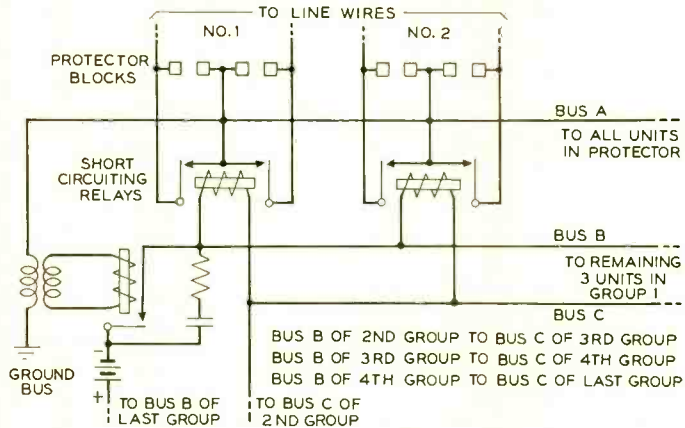 TO LINE WIRES
NO. 1
NO. 2
PROTECTOR
BLOCKS
BUS A
TO ALL UNITS
IN PROTECTOR
SHORT
CIRCUITING
RELAYS
BUS B
TO REMAINING
3 UNITS IN
GROUP 1
BUS C
BUS B OF 2ND GROUP TO BUS C OF 3RD GROUP
BUS B OF 3RD GROUP TO BUS C OF 4TH GROUP
BUS B OF 4TH GROUP TO BUS C OF LAST GROUP
GROUND
BUS
-
+
TO BUS B OF
LAST GROUP
TO BUS C OF
2ND GROUP